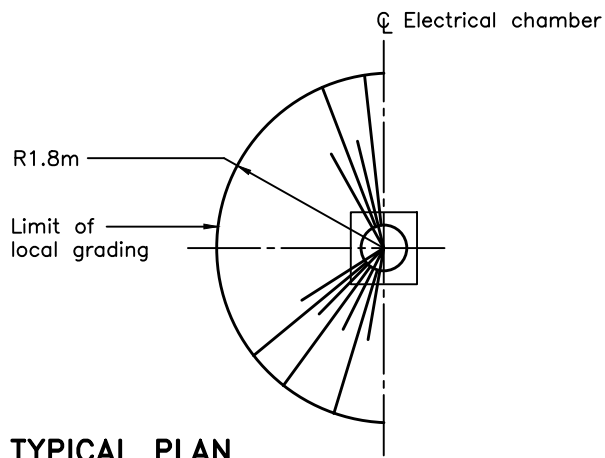 ℄ Electrical chamber
R1.8m
Limit of
local grading
TYPICAL PLAN